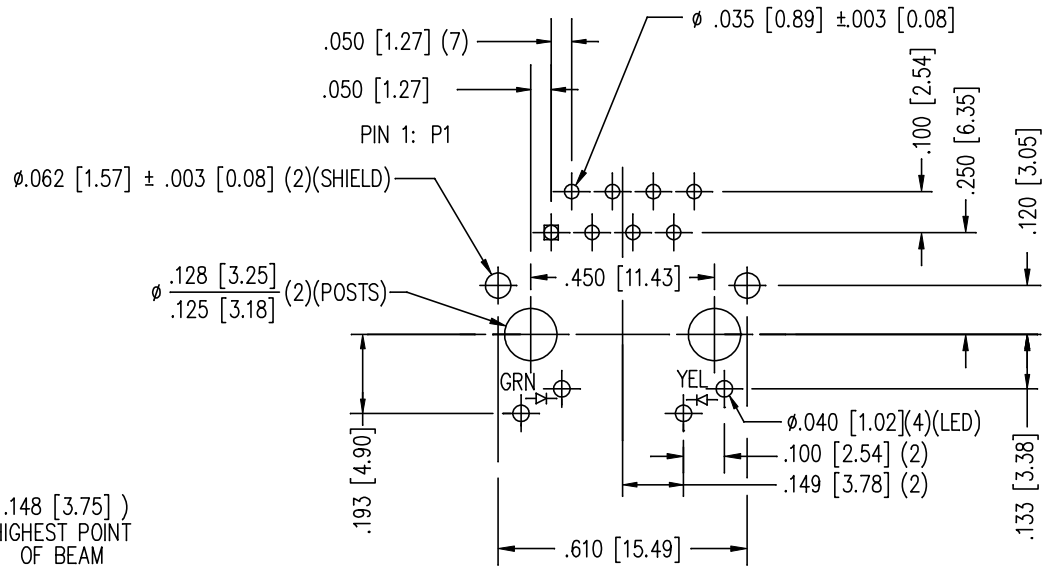 ø .035 [0.89] ±.003 [0.08]
.050 [1.27] (7)
.050 [1.27]
PIN 1: P1
ø.062 [1.57] ± .003 [0.08] (2)(SHIELD)
.100 [2.54]
.250 [6.35]
.120 [3.05]
.450 [11.43]
ø .128 [3.25]
.125 [3.18] (2)(POSTS)
GRN
YEL
ø.040 [1.02](4)(LED)
.100 [2.54] (2)
.149 [3.78] (2)
.193 [4.90]
.133 [3.38]
.148 [3.75] )
HIGHEST POINT
OF BEAM
.610 [15.49]